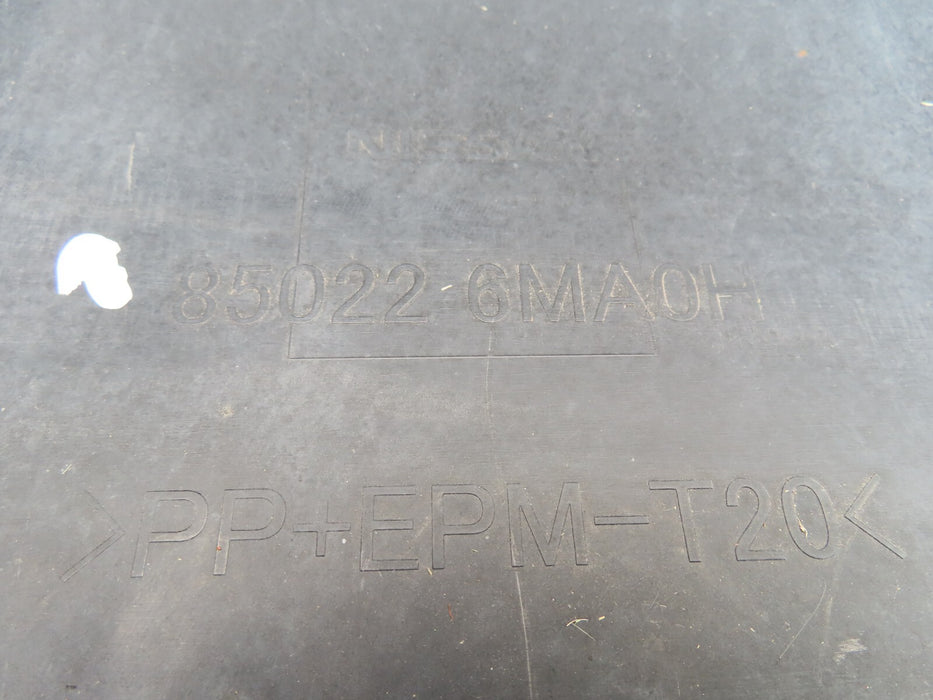 NISSAN
85022 6MA0H
>PP+EPM-T20<